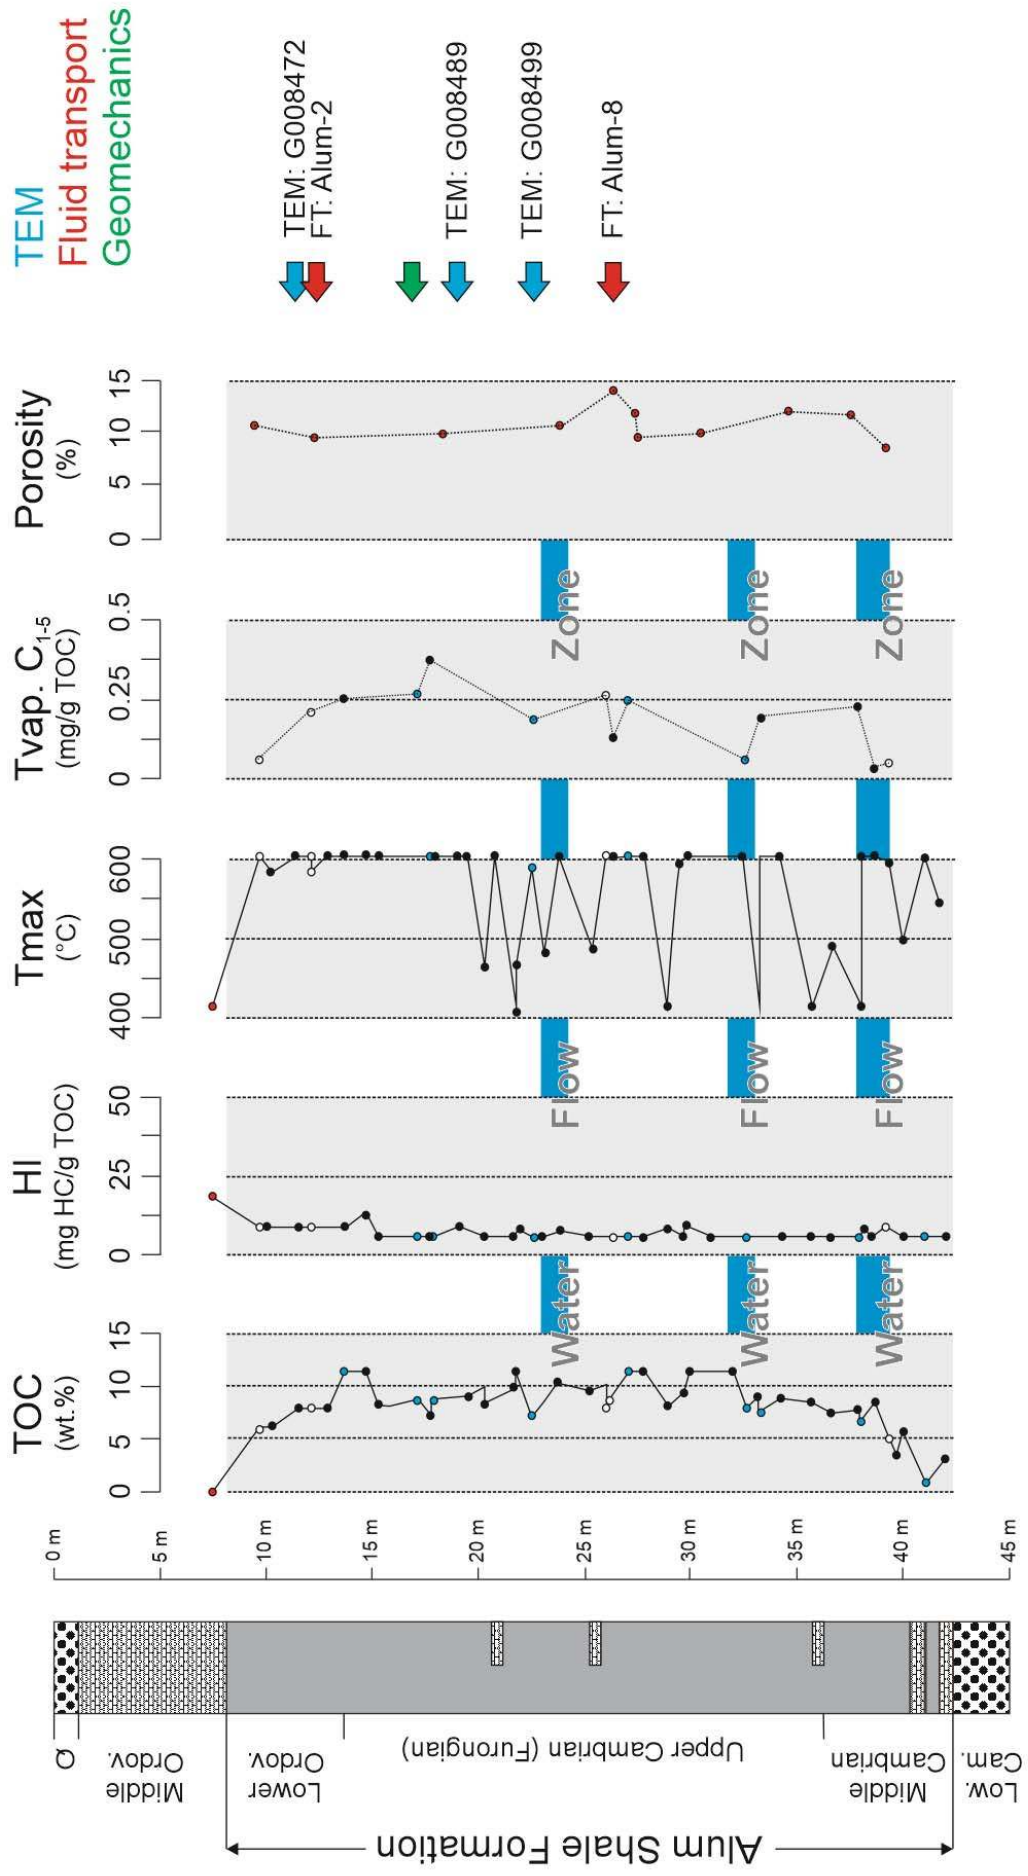 TEM
Fluid transport
Geomechanics
TEM: G008472
FT: Alum-2
TEM: G008489
TEM: G008499
FT: Alum-8
Porosity
(%)
0 5 10 15
Tvap. C1-5
(mg/g TOC)
0 0.25 0.5
Tmax
(°C)
400 500 600
HI
(mg HC/g TOC)
0 25 50
TOC
(wt.%)
0 5 10 15
Water Flow Zone
Water Flow Zone
Water Flow Zone
0 m
5 m
10 m
15 m
20 m
25 m
30 m
35 m
40 m
45 m
Q
Middle
Ordov.
Lower
Ordov.
Upper Cambrian (Furongian)
Middle
Cambrian
Low.
Cam.
Alum Shale Formation